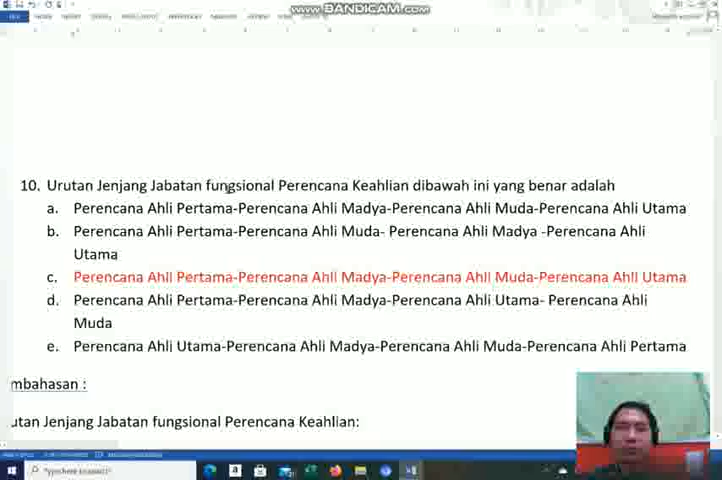 www.BANDICAM.com
10. Urutan Jenjang Jabatan fungsional Perencana Keahlian dibawah ini yang benar adalah
a. Perencana Ahli Pertama-Perencana Ahli Madya-Perencana Ahli Muda-Perencana Ahli Utama
b. Perencana Ahli Pertama-Perencana Ahli Muda- Perencana Ahli Madya -Perencana Ahli
Utama
c. Perencana Ahli Pertama-Perencana Ahli Madya-Perencana Ahli Muda-Perencana Ahli Utama
d. Perencana Ahli Pertama-Perencana Ahli Madya-Perencana Ahli Utama- Perencana Ahli
Muda
e. Perencana Ahli Utama-Perencana Ahli Madya-Perencana Ahli Muda-Perencana Ahli Pertama
mbahasan :
utan Jenjang Jabatan fungsional Perencana Keahlian: